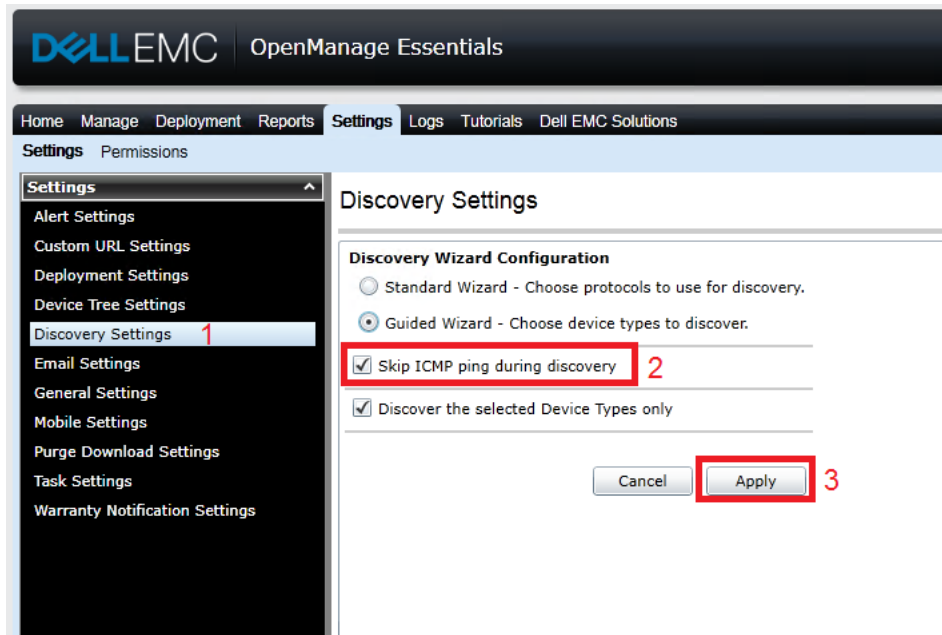 DELLEMC OpenManage Essentials
Home Manage Deployment Reports Settings Logs Tutorials Dell EMC Solutions
Settings Permissions
Settings
Alert Settings
Custom URL Settings
Deployment Settings
Device Tree Settings
Discovery Settings 1
Email Settings
General Settings
Mobile Settings
Purge Download Settings
Task Settings
Warranty Notification Settings
Discovery Settings
Discovery Wizard Configuration
Standard Wizard - Choose protocols to use for discovery.
Guided Wizard - Choose device types to discover.
Skip ICMP ping during discovery 2
Discover the selected Device Types only
Cancel Apply 3